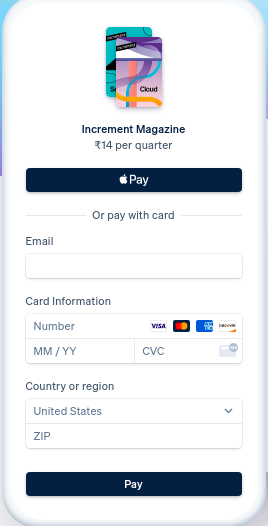 Cloud
Increment Magazine
₹14 per quarter
Pay
Or pay with card
Email
Card Information
Number VISA DISCOVER
MM / YY CVC
Country or region
United States
ZIP
Pay